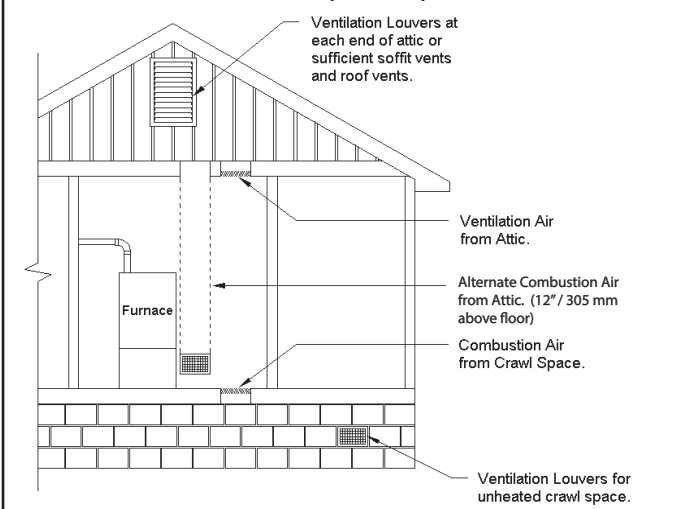 Ventilation Louvers at
each end of attic or
sufficient soffit vents
and roof vents.
Ventilation Air
from Attic.
Alternate Combustion Air
from Attic. (12"/ 305 mm
above floor)
Furnace
Combustion Air
from Crawl Space.
Ventilation Louvers for
unheated crawl space.